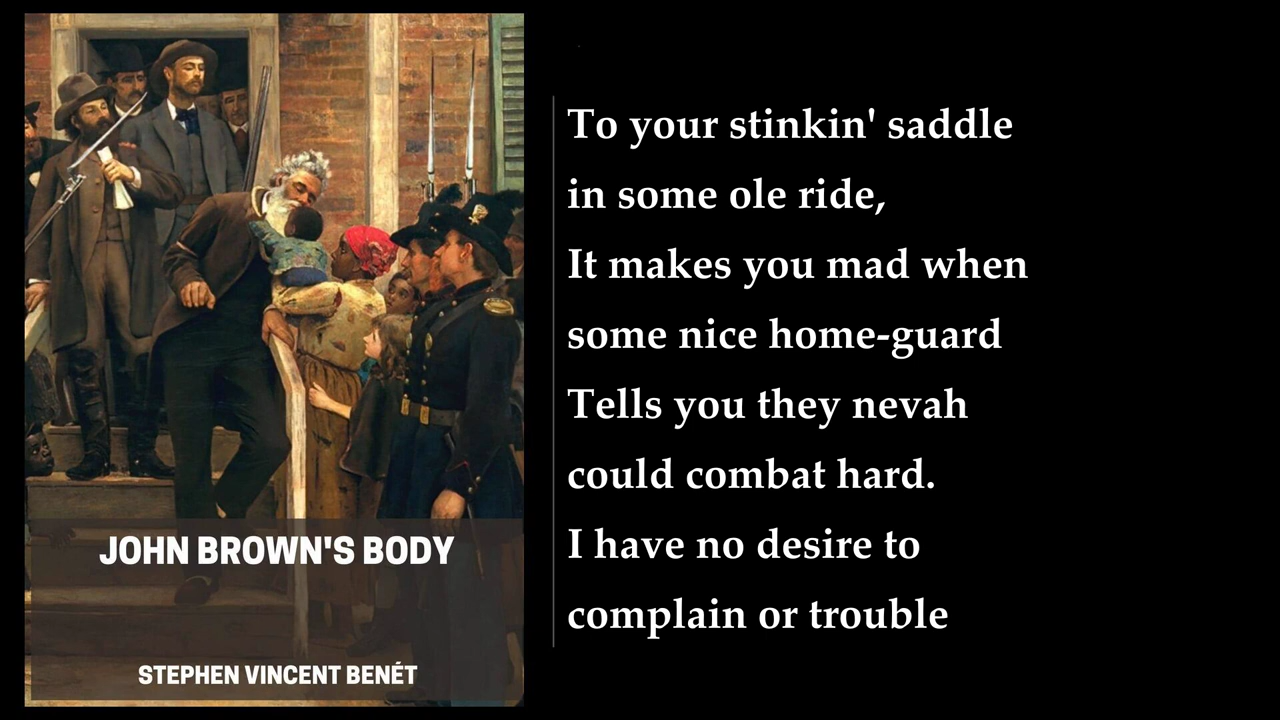 To your stinkin' saddle
in some ole ride,
It makes you mad when
some nice home-guard
Tells you they nevah
could combat hard.
I have no desire to
complain or trouble
JOHN BROWN'S BODY
STEPHEN VINCENT BENÉT